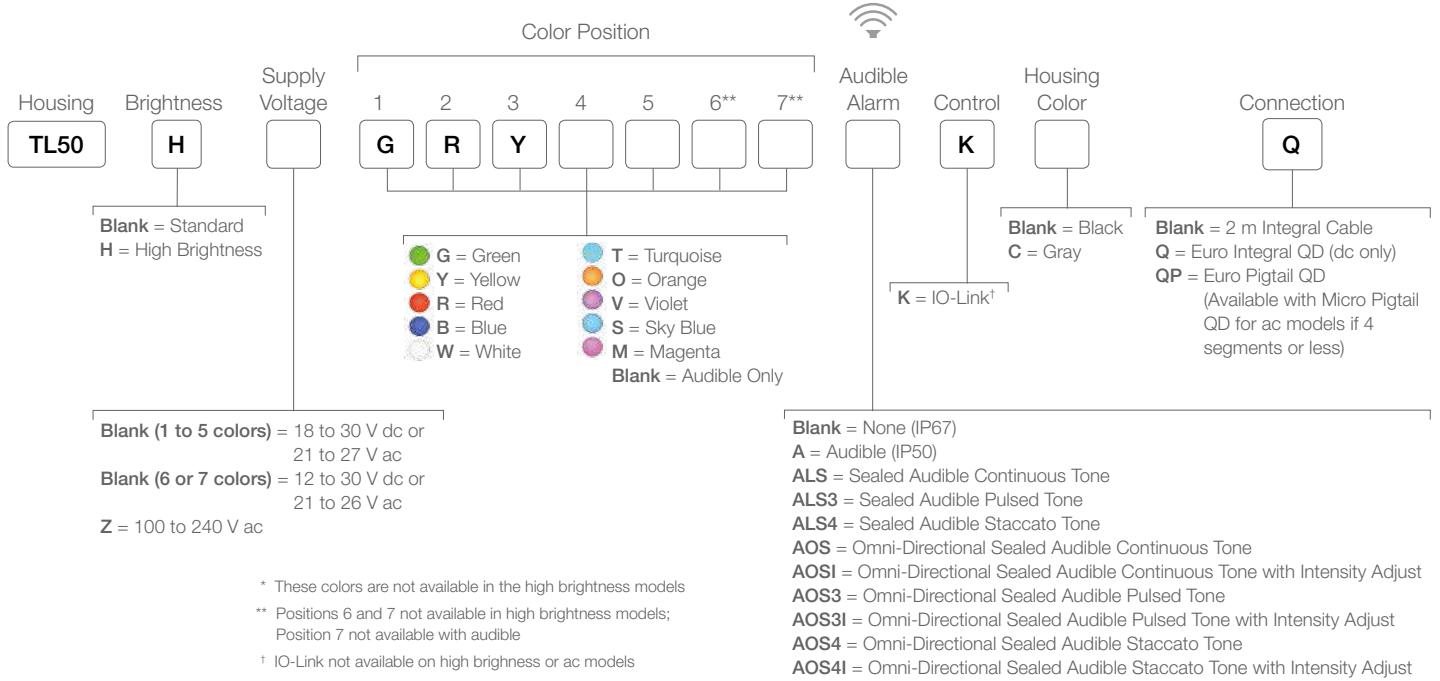 Color Position
Housing Brightness Supply Voltage 1 2 3 4 5 6** 7** Audible Alarm Control Housing Color Connection
TL50 H G R Y K Q
Blank = Standard
H = High Brightness
G = Green
Y = Yellow
R = Red
B = Blue
W = White
T = Turquoise
O = Orange
V = Violet
S = Sky Blue
M = Magenta
Blank = Audible Only
K = IO-Link†
Blank = Black
C = Gray
Blank = 2 m Integral Cable
Q = Euro Integral QD (dc only)
QP = Euro Pigtail QD
(Available with Micro Pigtail
QD for ac models if 4
segments or less)
Blank (1 to 5 colors) = 18 to 30 V dc or
21 to 27 V ac
Blank (6 or 7 colors) = 12 to 30 V dc or
21 to 26 V ac
Z = 100 to 240 V ac
Blank = None (IP67)
A = Audible (IP50)
ALS = Sealed Audible Continuous Tone
ALS3 = Sealed Audible Pulsed Tone
ALS4 = Sealed Audible Staccato Tone
AOS = Omni-Directional Sealed Audible Continuous Tone
AOSI = Omni-Directional Sealed Audible Continuous Tone with Intensity Adjust
AOS3 = Omni-Directional Sealed Audible Pulsed Tone
AOS3I = Omni-Directional Sealed Audible Pulsed Tone with Intensity Adjust
AOS4 = Omni-Directional Sealed Audible Staccato Tone
AOS4I = Omni-Directional Sealed Audible Staccato Tone with Intensity Adjust
* These colors are not available in the high brightness models
** Positions 6 and 7 not available in high brightness models;
Position 7 not available with audible
† IO-Link not available on high brighness or ac models